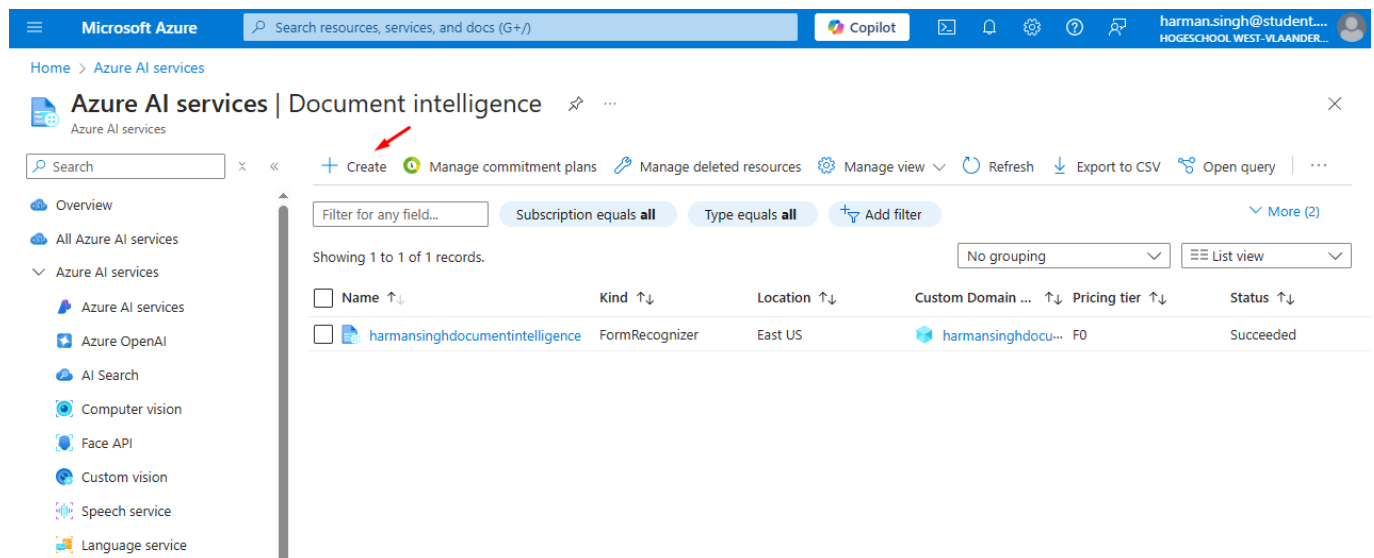 Microsoft Azure
Search resources, services, and docs (G+/)
Copilot
harman.singh@student....
HOGESCHOOL WEST-VLAANDER...
Home > Azure AI services
Azure AI services | Document intelligence
Azure AI services
Search
Create
Manage commitment plans
Manage deleted resources
Manage view
Refresh
Export to CSV
Open query
Overview
All Azure AI services
Azure AI services
Azure AI services
Azure OpenAI
AI Search
Computer vision
Face API
Custom vision
Speech service
Language service
Filter for any field...
Subscription equals all
Type equals all
Add filter
More (2)
Showing 1 to 1 of 1 records.
No grouping
List view
Name Kind Location Custom Domain ... Pricing tier Status
harmansinghdocumentintelligence FormRecognizer East US harmansinghdocu... F0 Succeeded